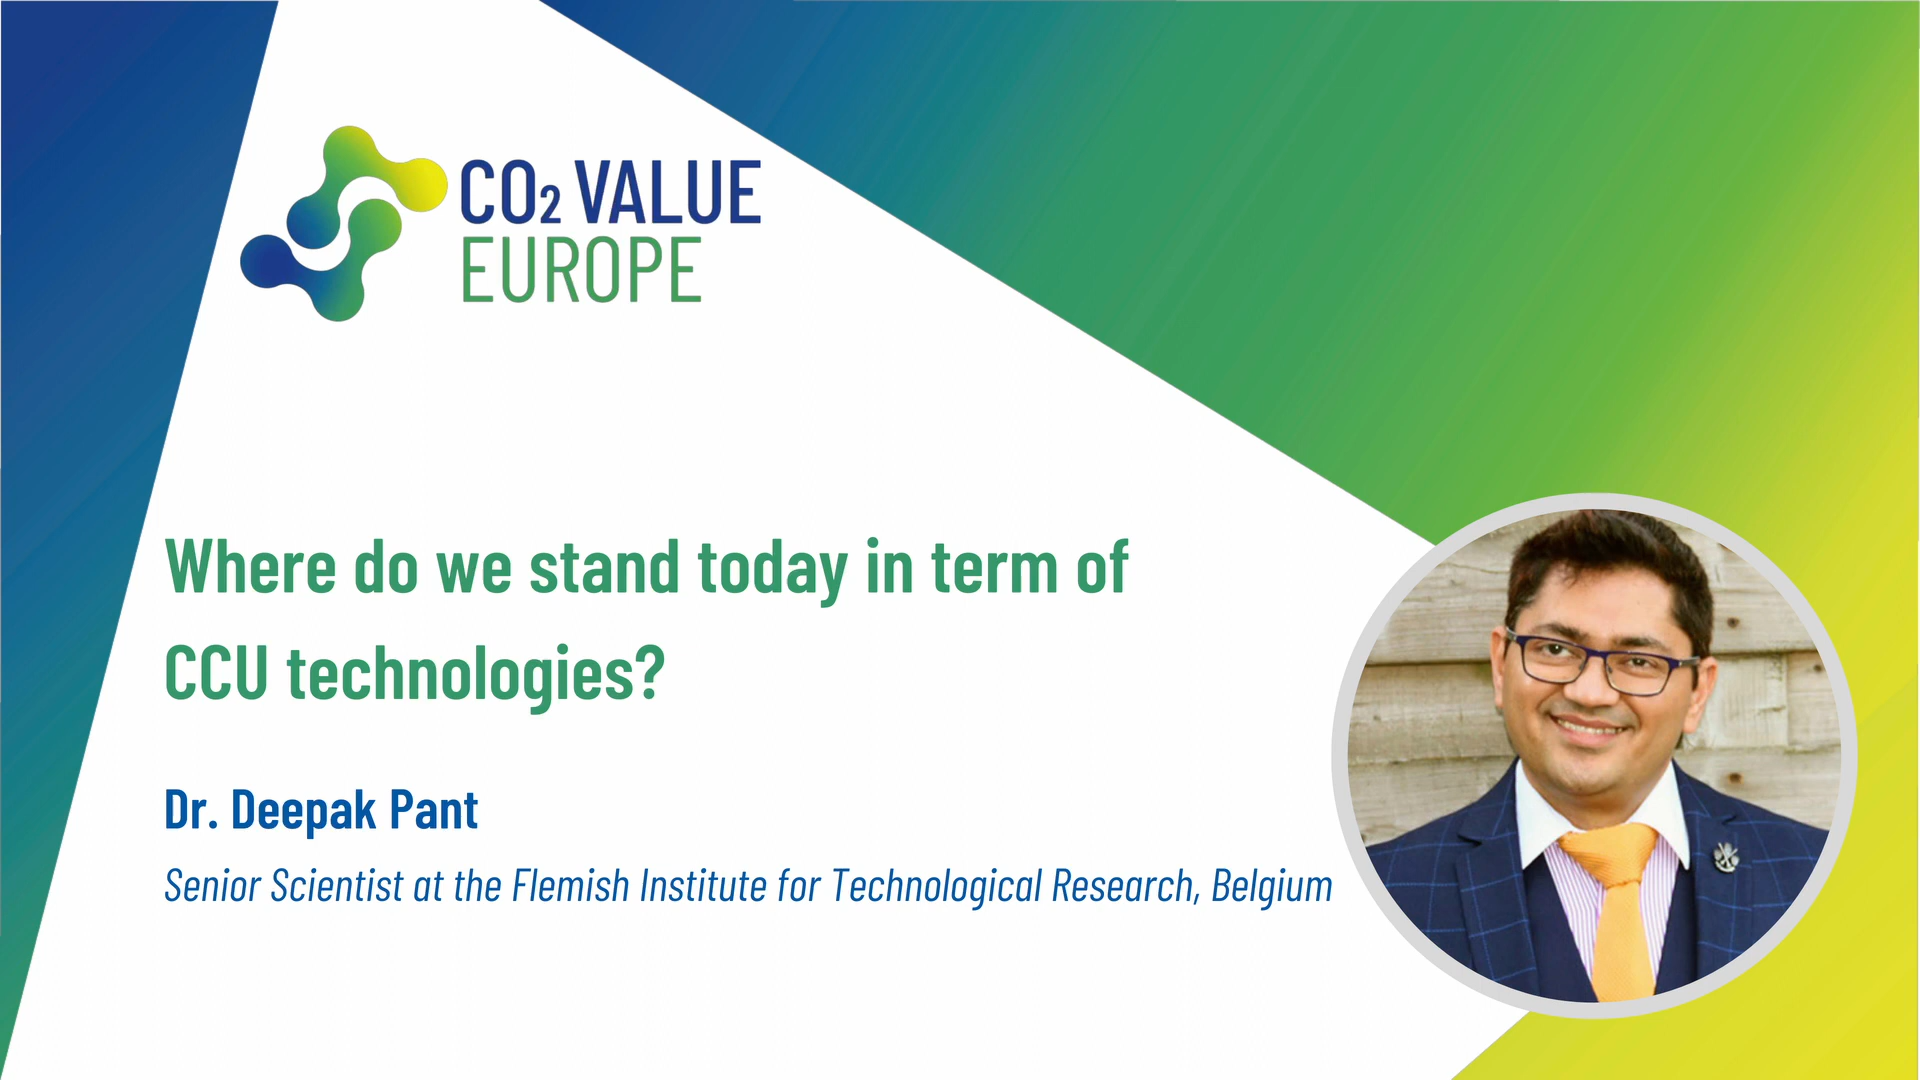 CO₂ VALUE
EUROPE
Where do we stand today in term of
CCU technologies?
Dr. Deepak Pant
Senior Scientist at the Flemish Institute for Technological Research, Belgium